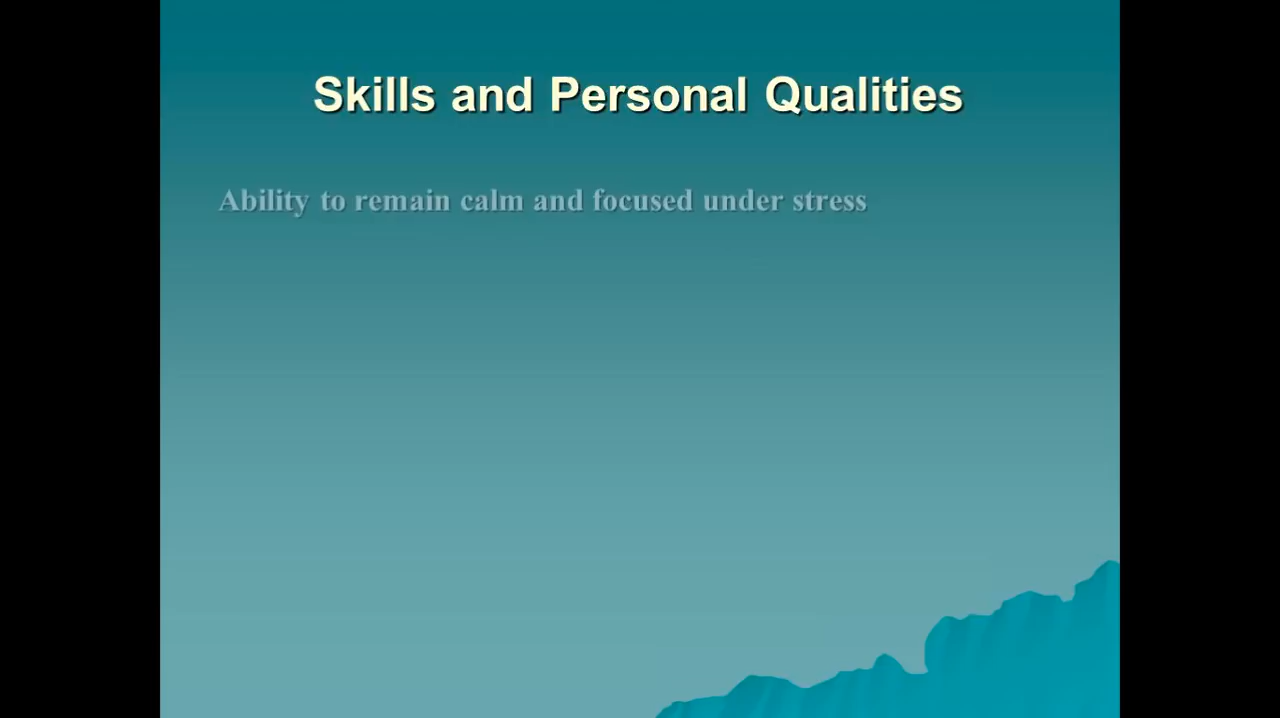 Skills and Personal Qualities
Ability to remain calm and focused under stress